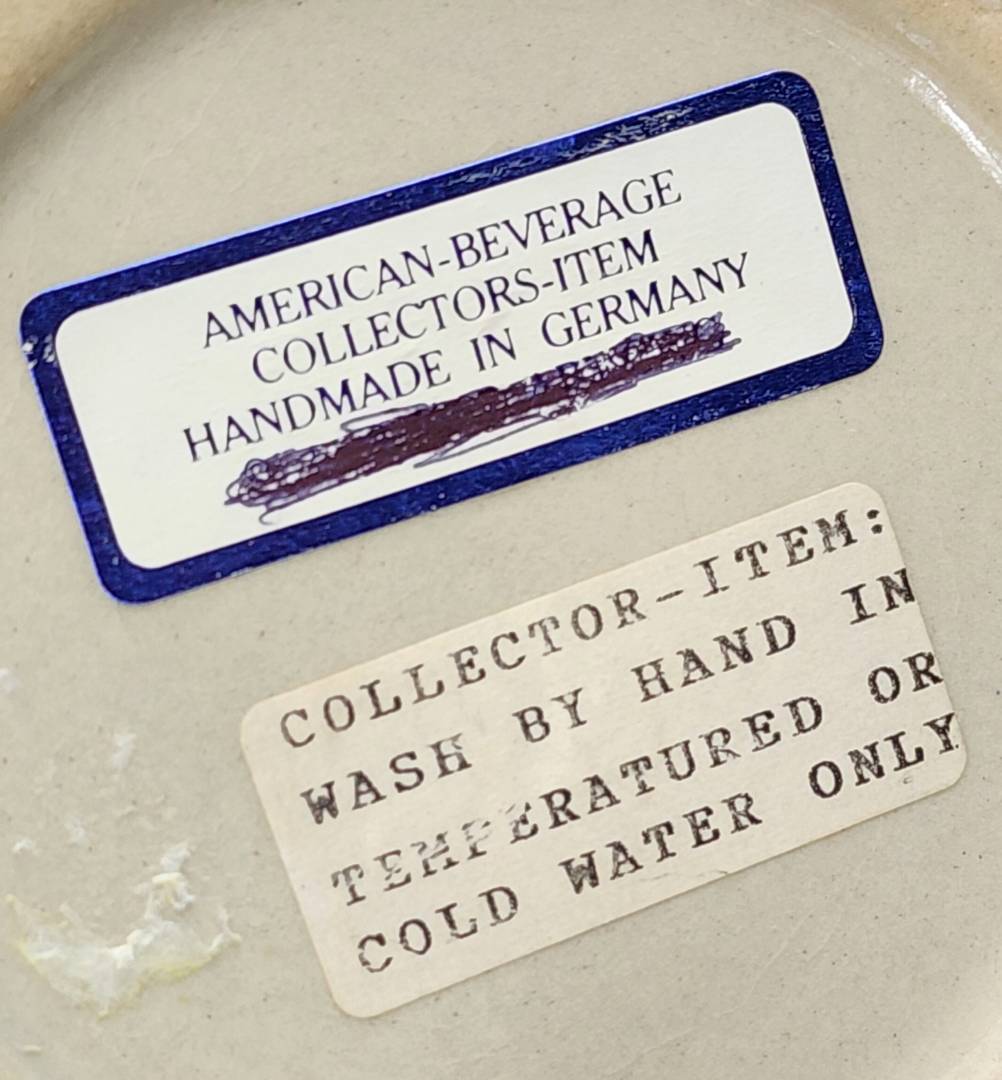 AMERICAN-BEVERAGE
COLLECTORS-ITEM
HANDMADE IN GERMANY
COLLECTOR-ITEM:
WASH BY HAND IN
TEMPERATURED OR
COLD WATER ONLY